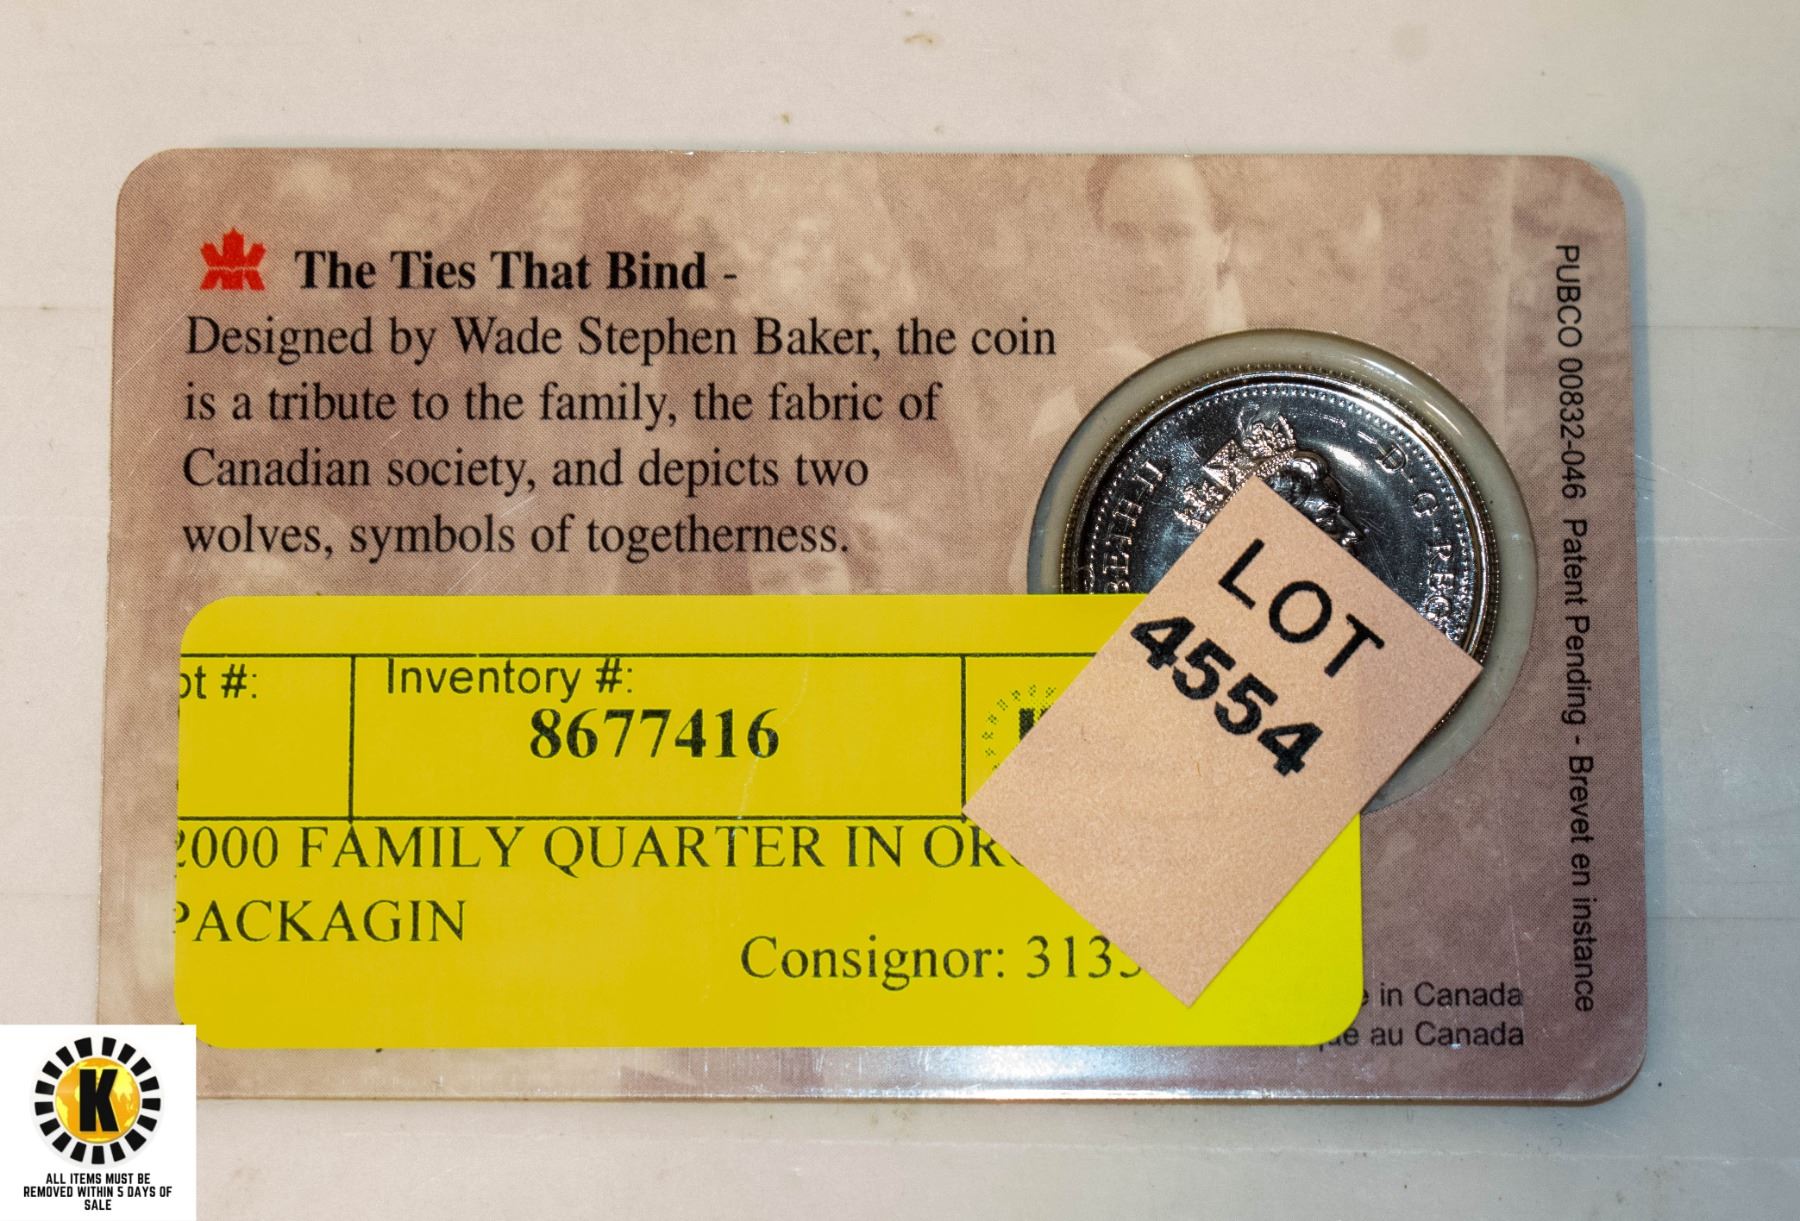 The Ties That Bind -
Designed by Wade Stephen Baker, the coin
is a tribute to the family, the fabric of
Canadian society, and depicts two
wolves, symbols of togetherness.
PUBCO 00832-046 Patent Pending - Brevet en instance
D · G · REG
LOT
4554
Inventory #:
8677416
2000 FAMILY QUARTER IN
PACKAGIN
Consignor:
in Canada
au Canada
K
ALL ITEMS MUST BE
REMOVED WITHIN 5 DAYS OF
SALE